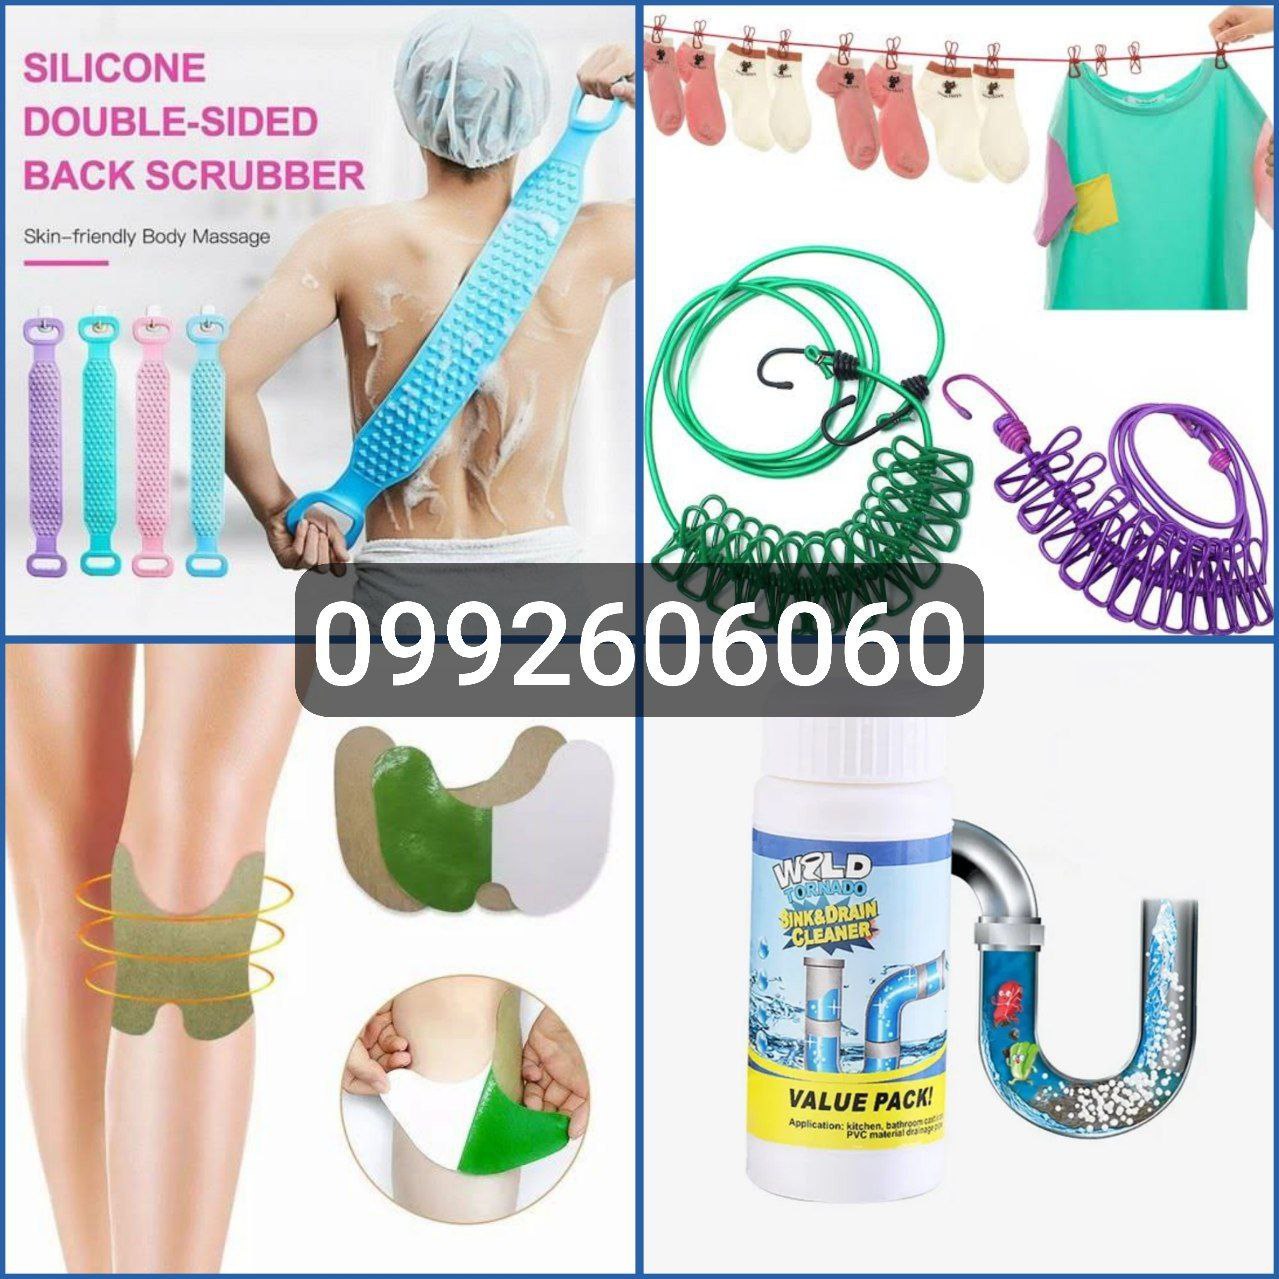 SILICONE
DOUBLE-SIDED
BACK SCRUBBER
Skin-friendly Body Massage
0992606060
WILD
TORNADO
SINK&DRAIN
CLEANER
VALUE PACK!
Application: kitchen, bathroom
PVC material drainage